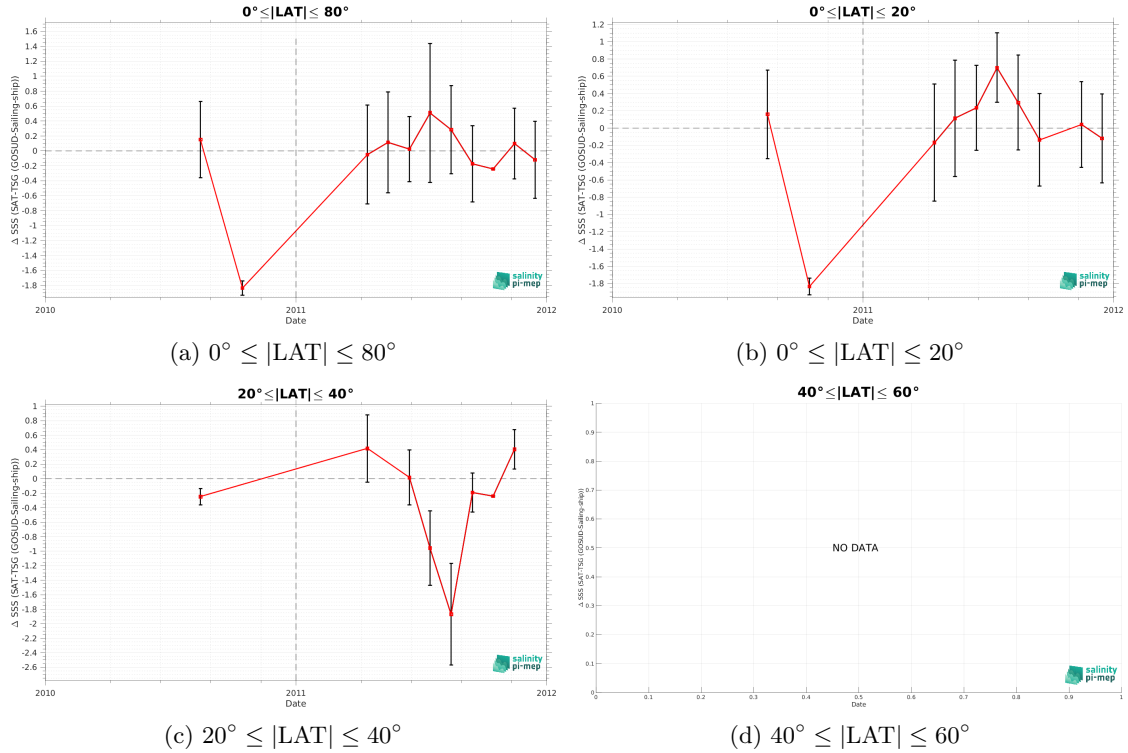 0°≤|LAT|≤ 80°
Δ SSS (SAT-TSG (GOSUD-Sailing-ship))
1.6
1.4
1.2
1
0.8
0.6
0.4
0.2
0
-0.2
-0.4
-0.6
-0.8
-1
-1.2
-1.4
-1.6
-1.8
2010
2011
2012
Date
salinity
pi-mep
(a) 0° ≤ |LAT| ≤ 80°
0°≤|LAT|≤ 20°
Δ SSS (SAT-TSG (GOSUD-Sailing-ship))
1.2
1
0.8
0.6
0.4
0.2
0
-0.2
-0.4
-0.6
-0.8
-1
-1.2
-1.4
-1.6
-1.8
2010
2011
2012
Date
salinity
pi-mep
(b) 0° ≤ |LAT| ≤ 20°
20°≤|LAT|≤ 40°
Δ SSS (SAT-TSG (GOSUD-Sailing-ship))
1
0.8
0.6
0.4
0.2
0
-0.2
-0.4
-0.6
-0.8
-1
-1.2
-1.4
-1.6
-1.8
-2
-2.2
-2.4
-2.6
2010
2011
2012
Date
salinity
pi-mep
(c) 20° ≤ |LAT| ≤ 40°
40°≤|LAT|≤ 60°
Δ SSS (SAT-TSG (GOSUD-Sailing-ship))
1
0.9
0.8
0.7
0.6
0.5
0.4
0.3
0.2
0.1
0
NO DATA
0 0.1 0.2 0.3 0.4 0.5 0.6 0.7 0.8 0.9 1
Date
salinity
pi-mep
(d) 40° ≤ |LAT| ≤ 60°